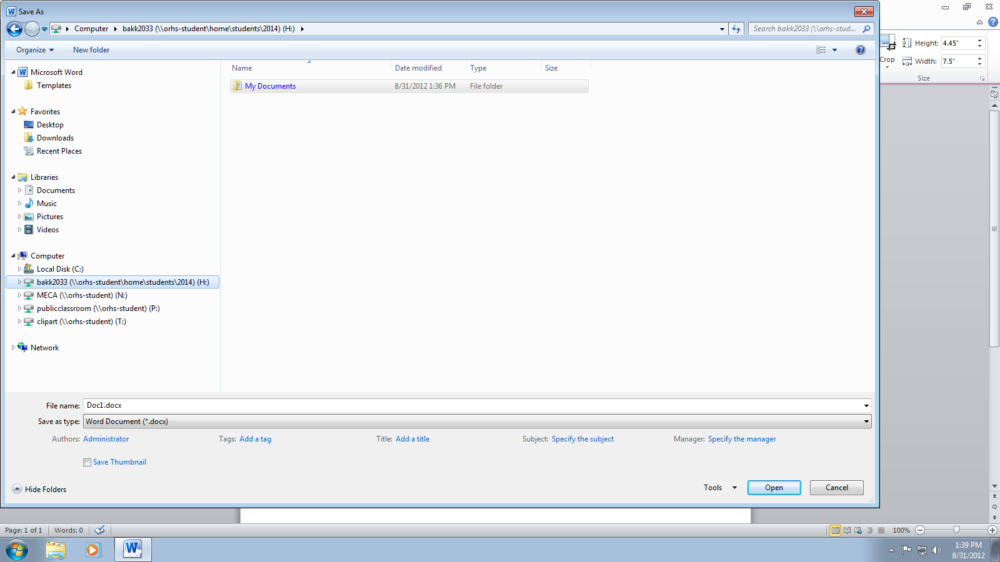 Save As
Computer bakk2033 (\\orhs-student\home\students\2014) (H:)
Search bakk2033 (\\orhs-stud...
Organize New folder
Height: 4.45"
Crop
Width: 7.5"
Size
Name Date modified Type Size
My Documents 8/31/2012 1:36 PM File folder
Microsoft Word
Templates
Favorites
Desktop
Downloads
Recent Places
Libraries
Documents
Music
Pictures
Videos
Computer
Local Disk (C:)
bakk2033 (\\orhs-student\home\students\2014) (H:)
MECA (\\orhs-student) (N:)
publicclassroom (\\orhs-student) (P:)
clipart (\\orhs-student) (T:)
Network
File name: Doc1.docx
Save as type: Word Document (*.docx)
Authors: Administrator Tags: Add a tag Title: Add a title Subject: Specify the subject Manager: Specify the manager
Save Thumbnail
Hide Folders
Tools Open Cancel
Page: 1 of 1 Words: 0 100%
1:39 PM
8/31/2012